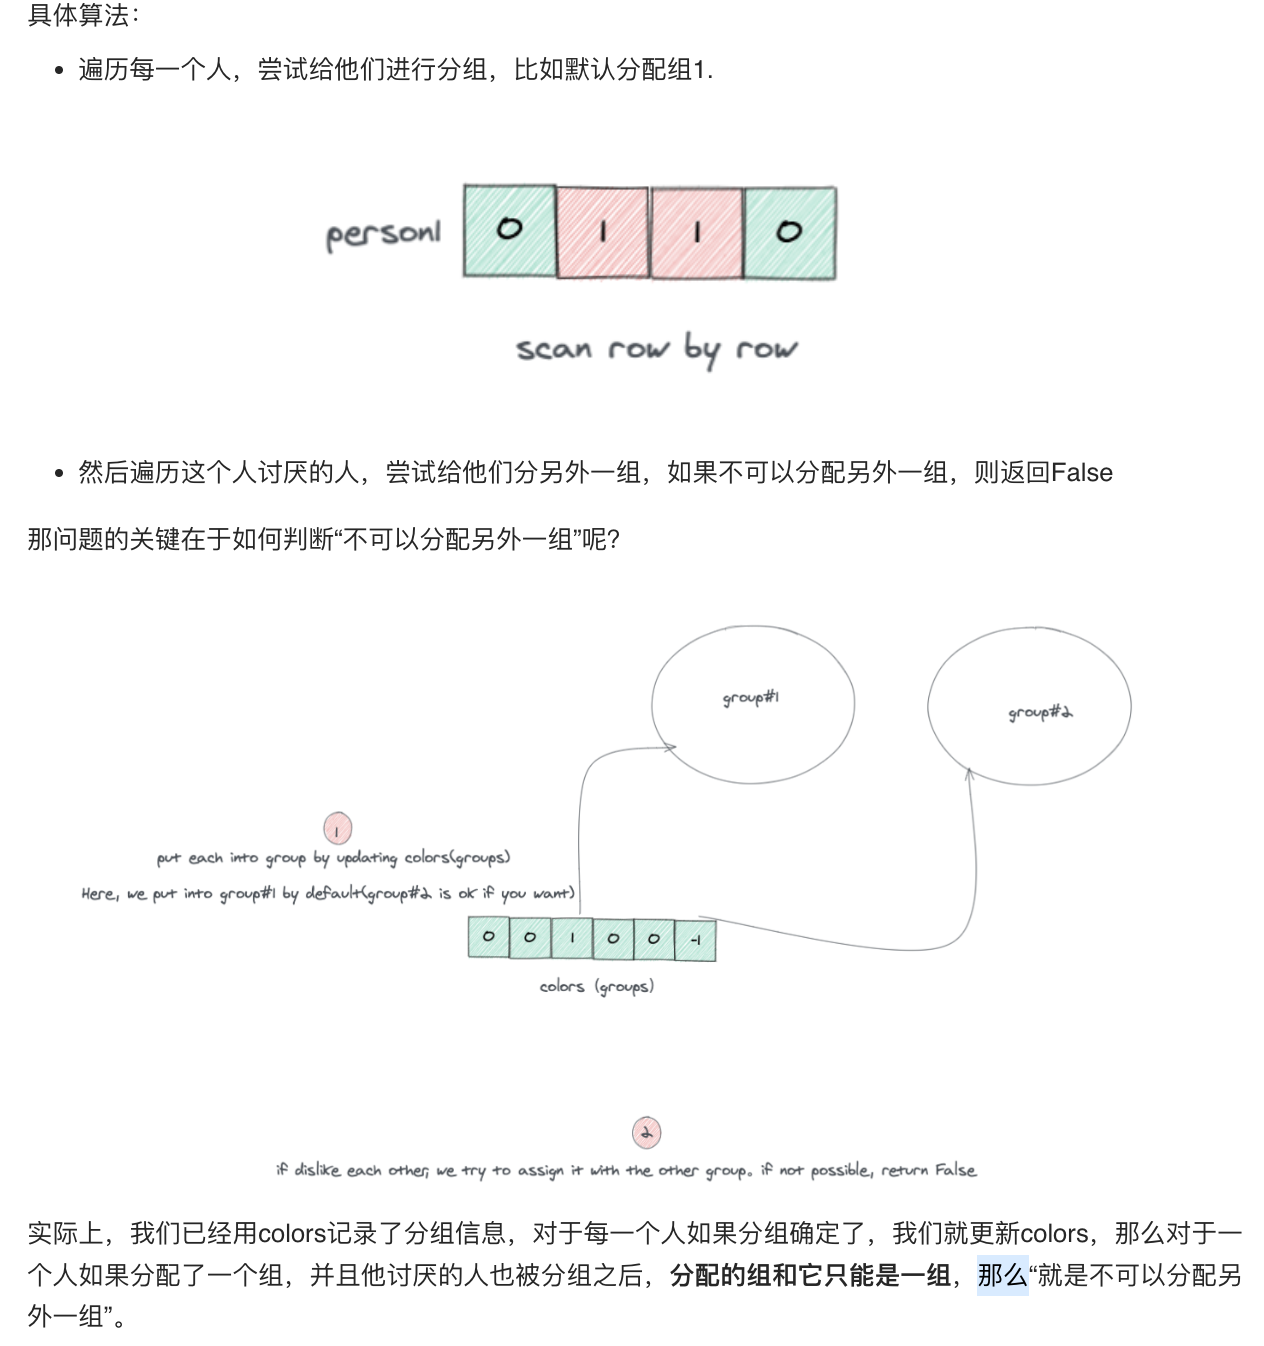 具体算法：
• 遍历每一个人，尝试给他们进行分组，比如默认分配组1.
person1 0 1 1 0
scan row by row
• 然后遍历这个人讨厌的人，尝试给他们分另外一组，如果不可以分配另外一组，则返回False
那问题的关键在于如何判断“不可以分配另外一组”呢？
group#1
group#2
1
put each into group by updating colors(groups)
Here, we put into group#1 by default(group#2 is ok if you want)
0 0 1 0 0 -1
colors (groups)
2
if dislike each other; we try to assign it with the other group. if not possible, return False
实际上，我们已经用colors记录了分组信息，对于每一个人如果分组确定了，我们就更新colors，那么对于一
个人如果分配了一个组，并且他讨厌的人也被分组之后，分配的组和它只能是一组，那么“就是不可以分配另
外一组”。